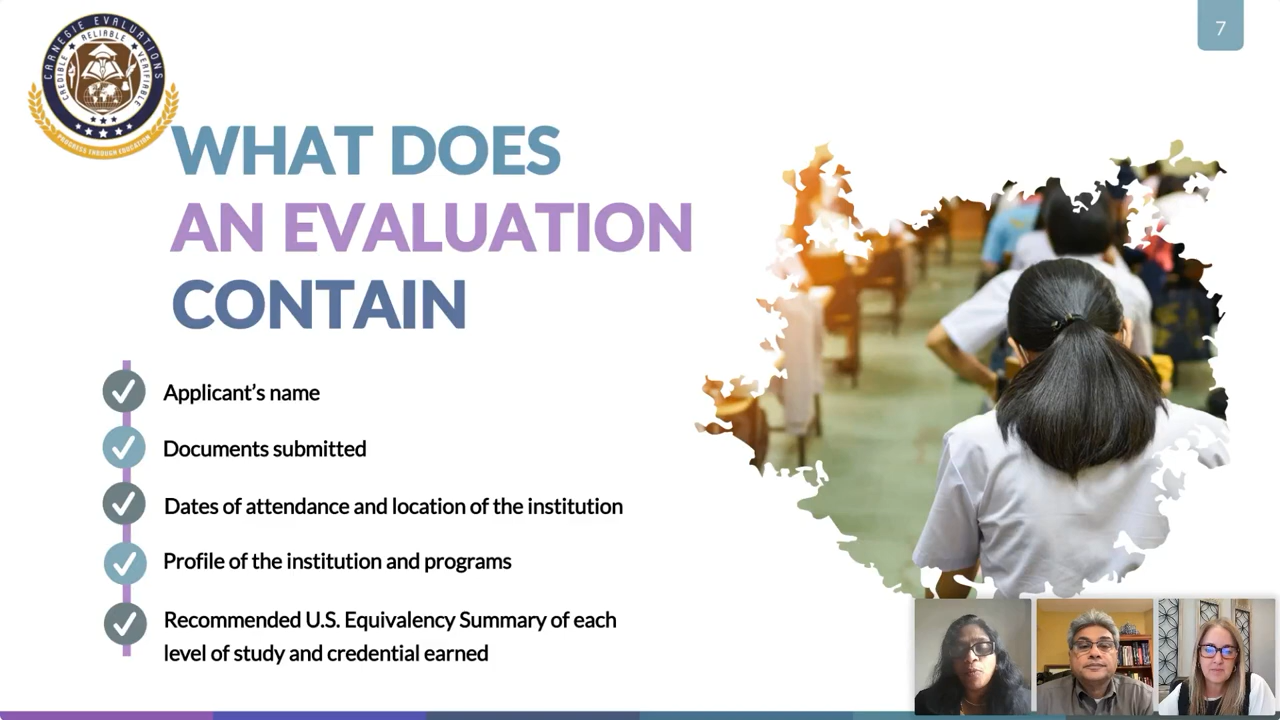 CARNEGIE EVALUATIONS
CREDIBLE RELIABLE VERIFIABLE
PROGRESS THROUGH EDUCATION
7
WHAT DOES
AN EVALUATION
CONTAIN
Applicant's name
Documents submitted
Dates of attendance and location of the institution
Profile of the institution and programs
Recommended U.S. Equivalency Summary of each
level of study and credential earned